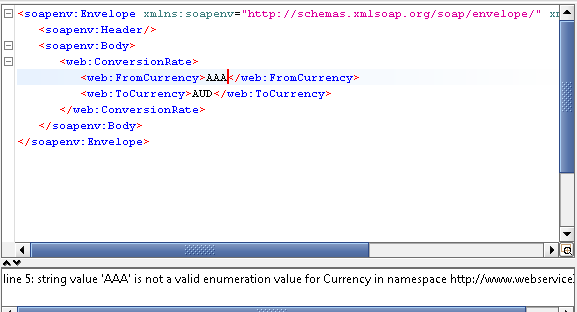 <soapenv:Envelope xmlns:soapenv="http://schemas.xmlsoap.org/soap/envelope/"
<soapenv:Header/>
<soapenv:Body>
<web:ConversionRate>
<web:FromCurrency>AAA</web:FromCurrency>
<web:ToCurrency>AUD</web:ToCurrency>
</web:ConversionRate>
</soapenv:Body>
</soapenv:Envelope>
line 5: string value 'AAA' is not a valid enumeration value for Currency in namespace http://www.webservice